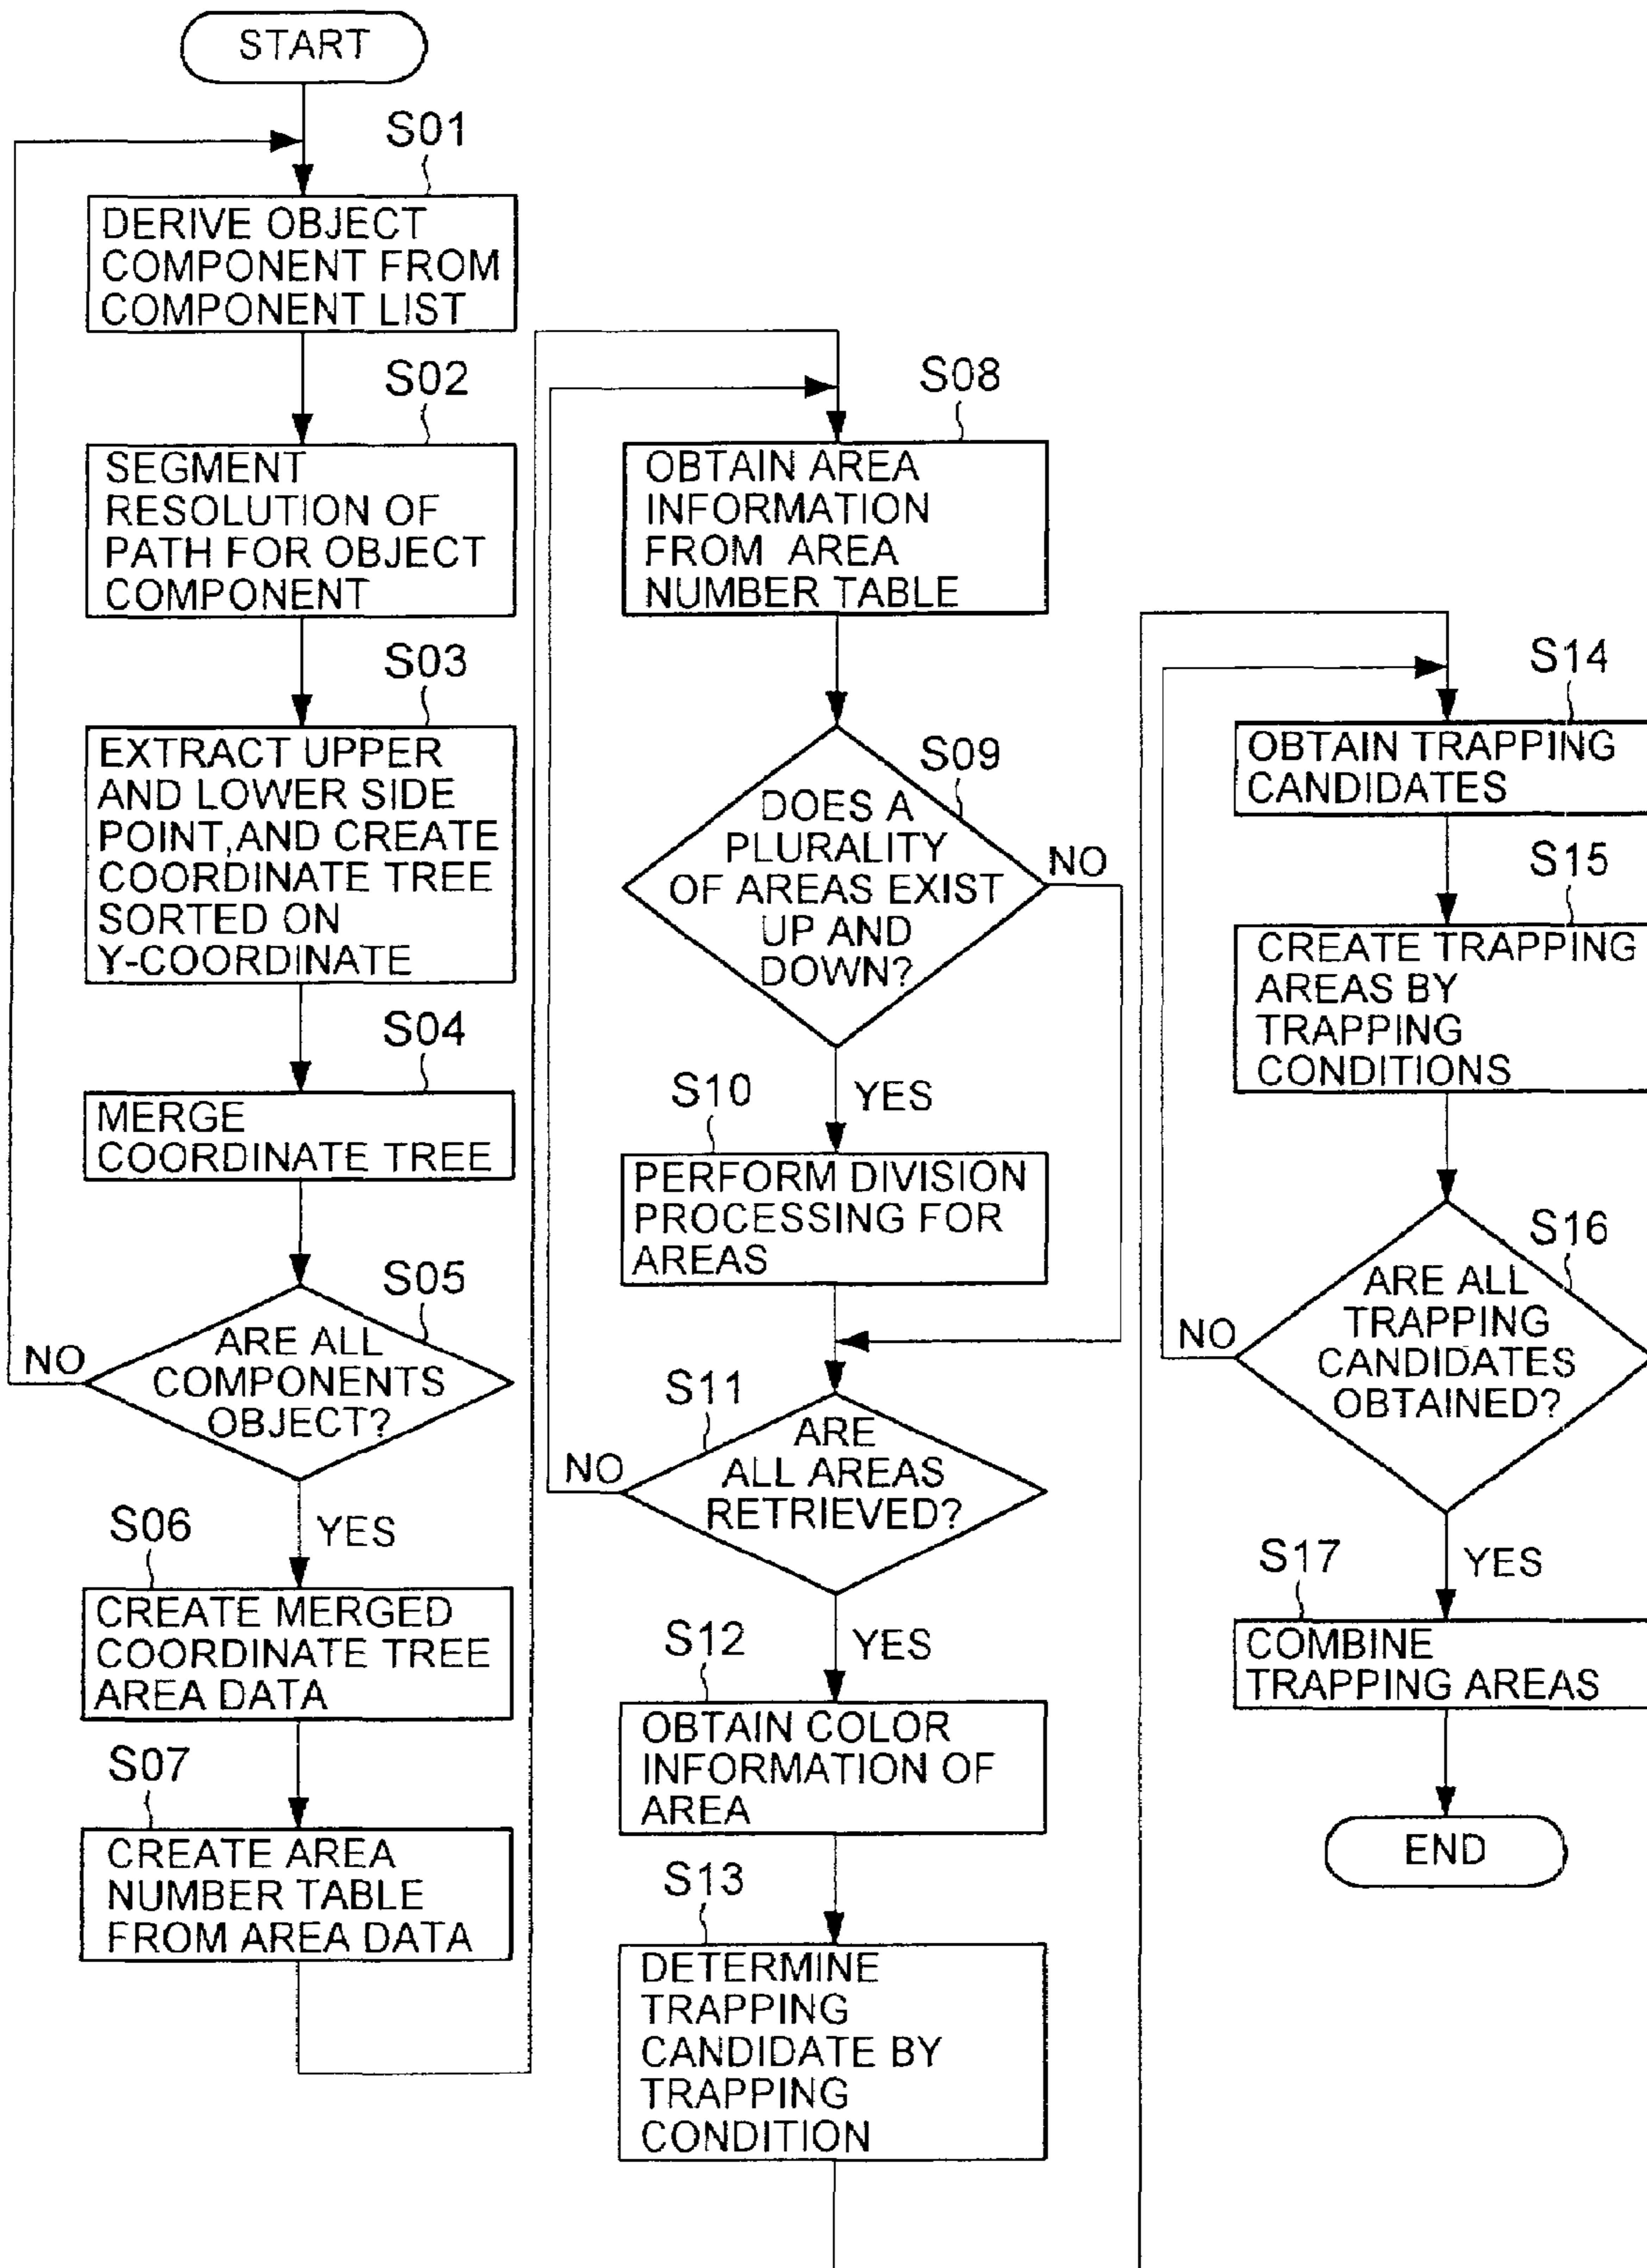 START
S01
DERIVE OBJECT
COMPONENT FROM
COMPONENT LIST
S02
SEGMENT
RESOLUTION OF
PATH FOR OBJECT
COMPONENT
S03
EXTRACT UPPER
AND LOWER SIDE
POINT,AND CREATE
COORDINATE TREE
SORTED ON
Y-COORDINATE
S04
MERGE
COORDINATE TREE
S05
ARE ALL
COMPONENTS
OBJECT?
NO
YES
S06
CREATE MERGED
COORDINATE TREE
AREA DATA
S07
CREATE AREA
NUMBER TABLE
FROM AREA DATA
S08
OBTAIN AREA
INFORMATION
FROM AREA
NUMBER TABLE
S09
DOES A
PLURALITY
OF AREAS EXIST
UP AND
DOWN?
NO
YES
S10
PERFORM DIVISION
PROCESSING FOR
AREAS
S11
ARE
ALL AREAS
RETRIEVED?
NO
YES
S12
OBTAIN COLOR
INFORMATION OF
AREA
S13
DETERMINE
TRAPPING
CANDIDATE BY
TRAPPING
CONDITION
S14
OBTAIN TRAPPING
CANDIDATES
S15
CREATE TRAPPING
AREAS BY
TRAPPING
CONDITIONS
S16
ARE ALL
TRAPPING
CANDIDATES
OBTAINED?
NO
YES
S17
COMBINE
TRAPPING AREAS
END